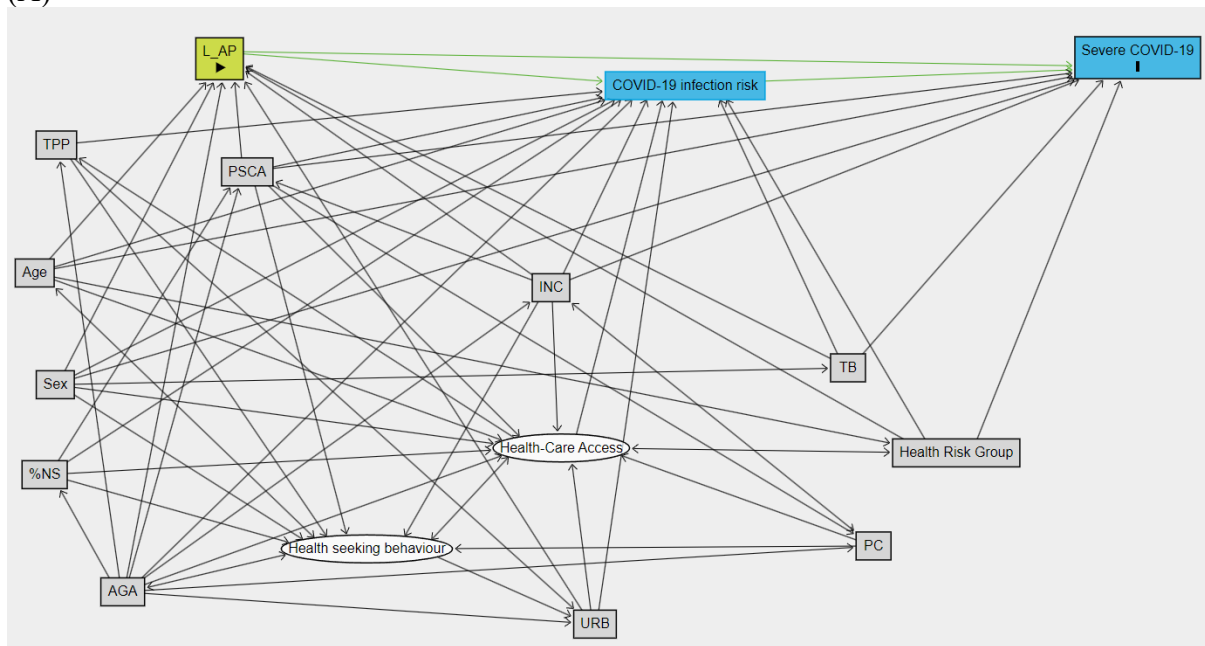 L_AP
Severe COVID-19
COVID-19 infection risk
TPP
PSCA
Age
INC
TB
Sex
Health-Care Access
Health Risk Group
%NS
Health seeking behaviour
PC
AGA
URB